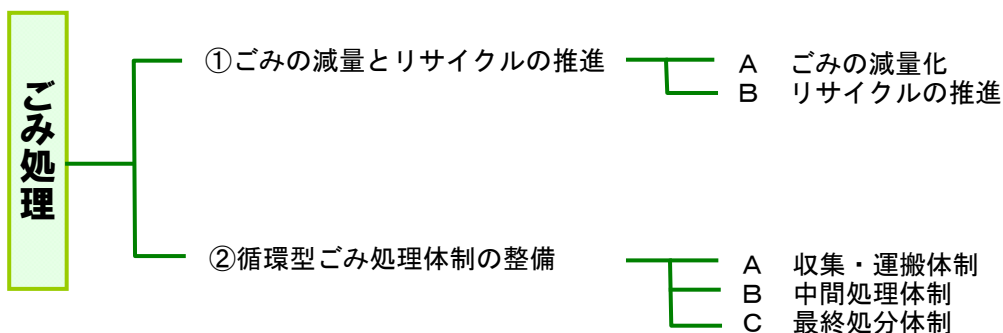 ごみ処理
①ごみの減量とリサイクルの推進
A ごみの減量化
B リサイクルの推進
②循環型ごみ処理体制の整備
A 収集・運搬体制
B 中間処理体制
C 最終処分体制